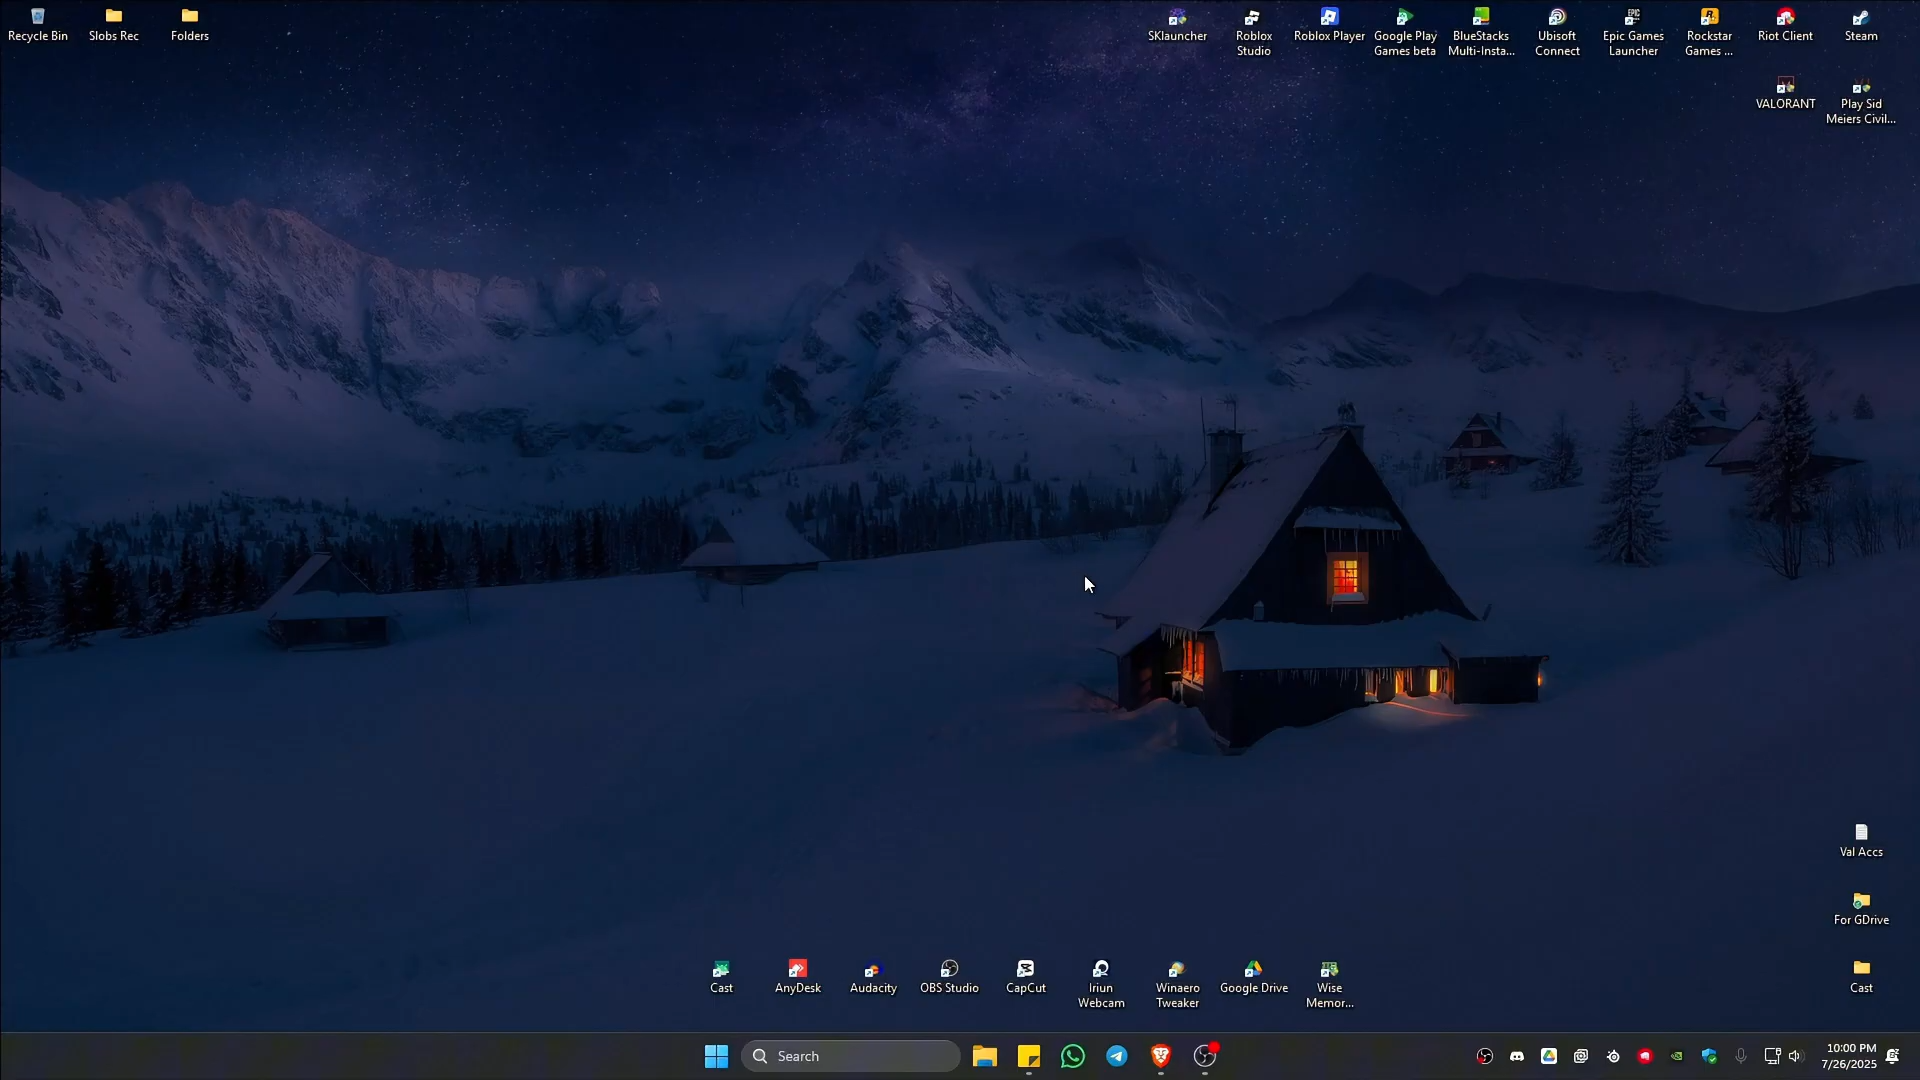 Recycle Bin
Slobs Rec
Folders
SKlauncher
Roblox
Studio
Roblox Player
Google Play
Games beta
BlueStacks
Multi-Insta...
Ubisoft
Connect
Epic Games
Launcher
Rockstar
Games ...
Riot Client
Steam
VALORANT
Play Sid
Meiers Civil...
Val Accs
For GDrive
Cast
AnyDesk
Audacity
OBS Studio
CapCut
Iriun
Webcam
Winaero
Tweaker
Google Drive
Wise
Memor...
Cast
Search
10:00 PM
7/26/2025